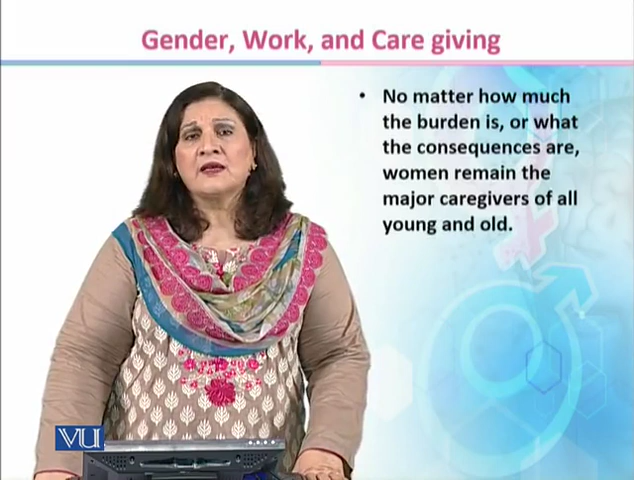 Gender, Work, and Care giving
• No matter how much
the burden is, or what
the consequences are,
women remain the
major caregivers of all
young and old.
VU